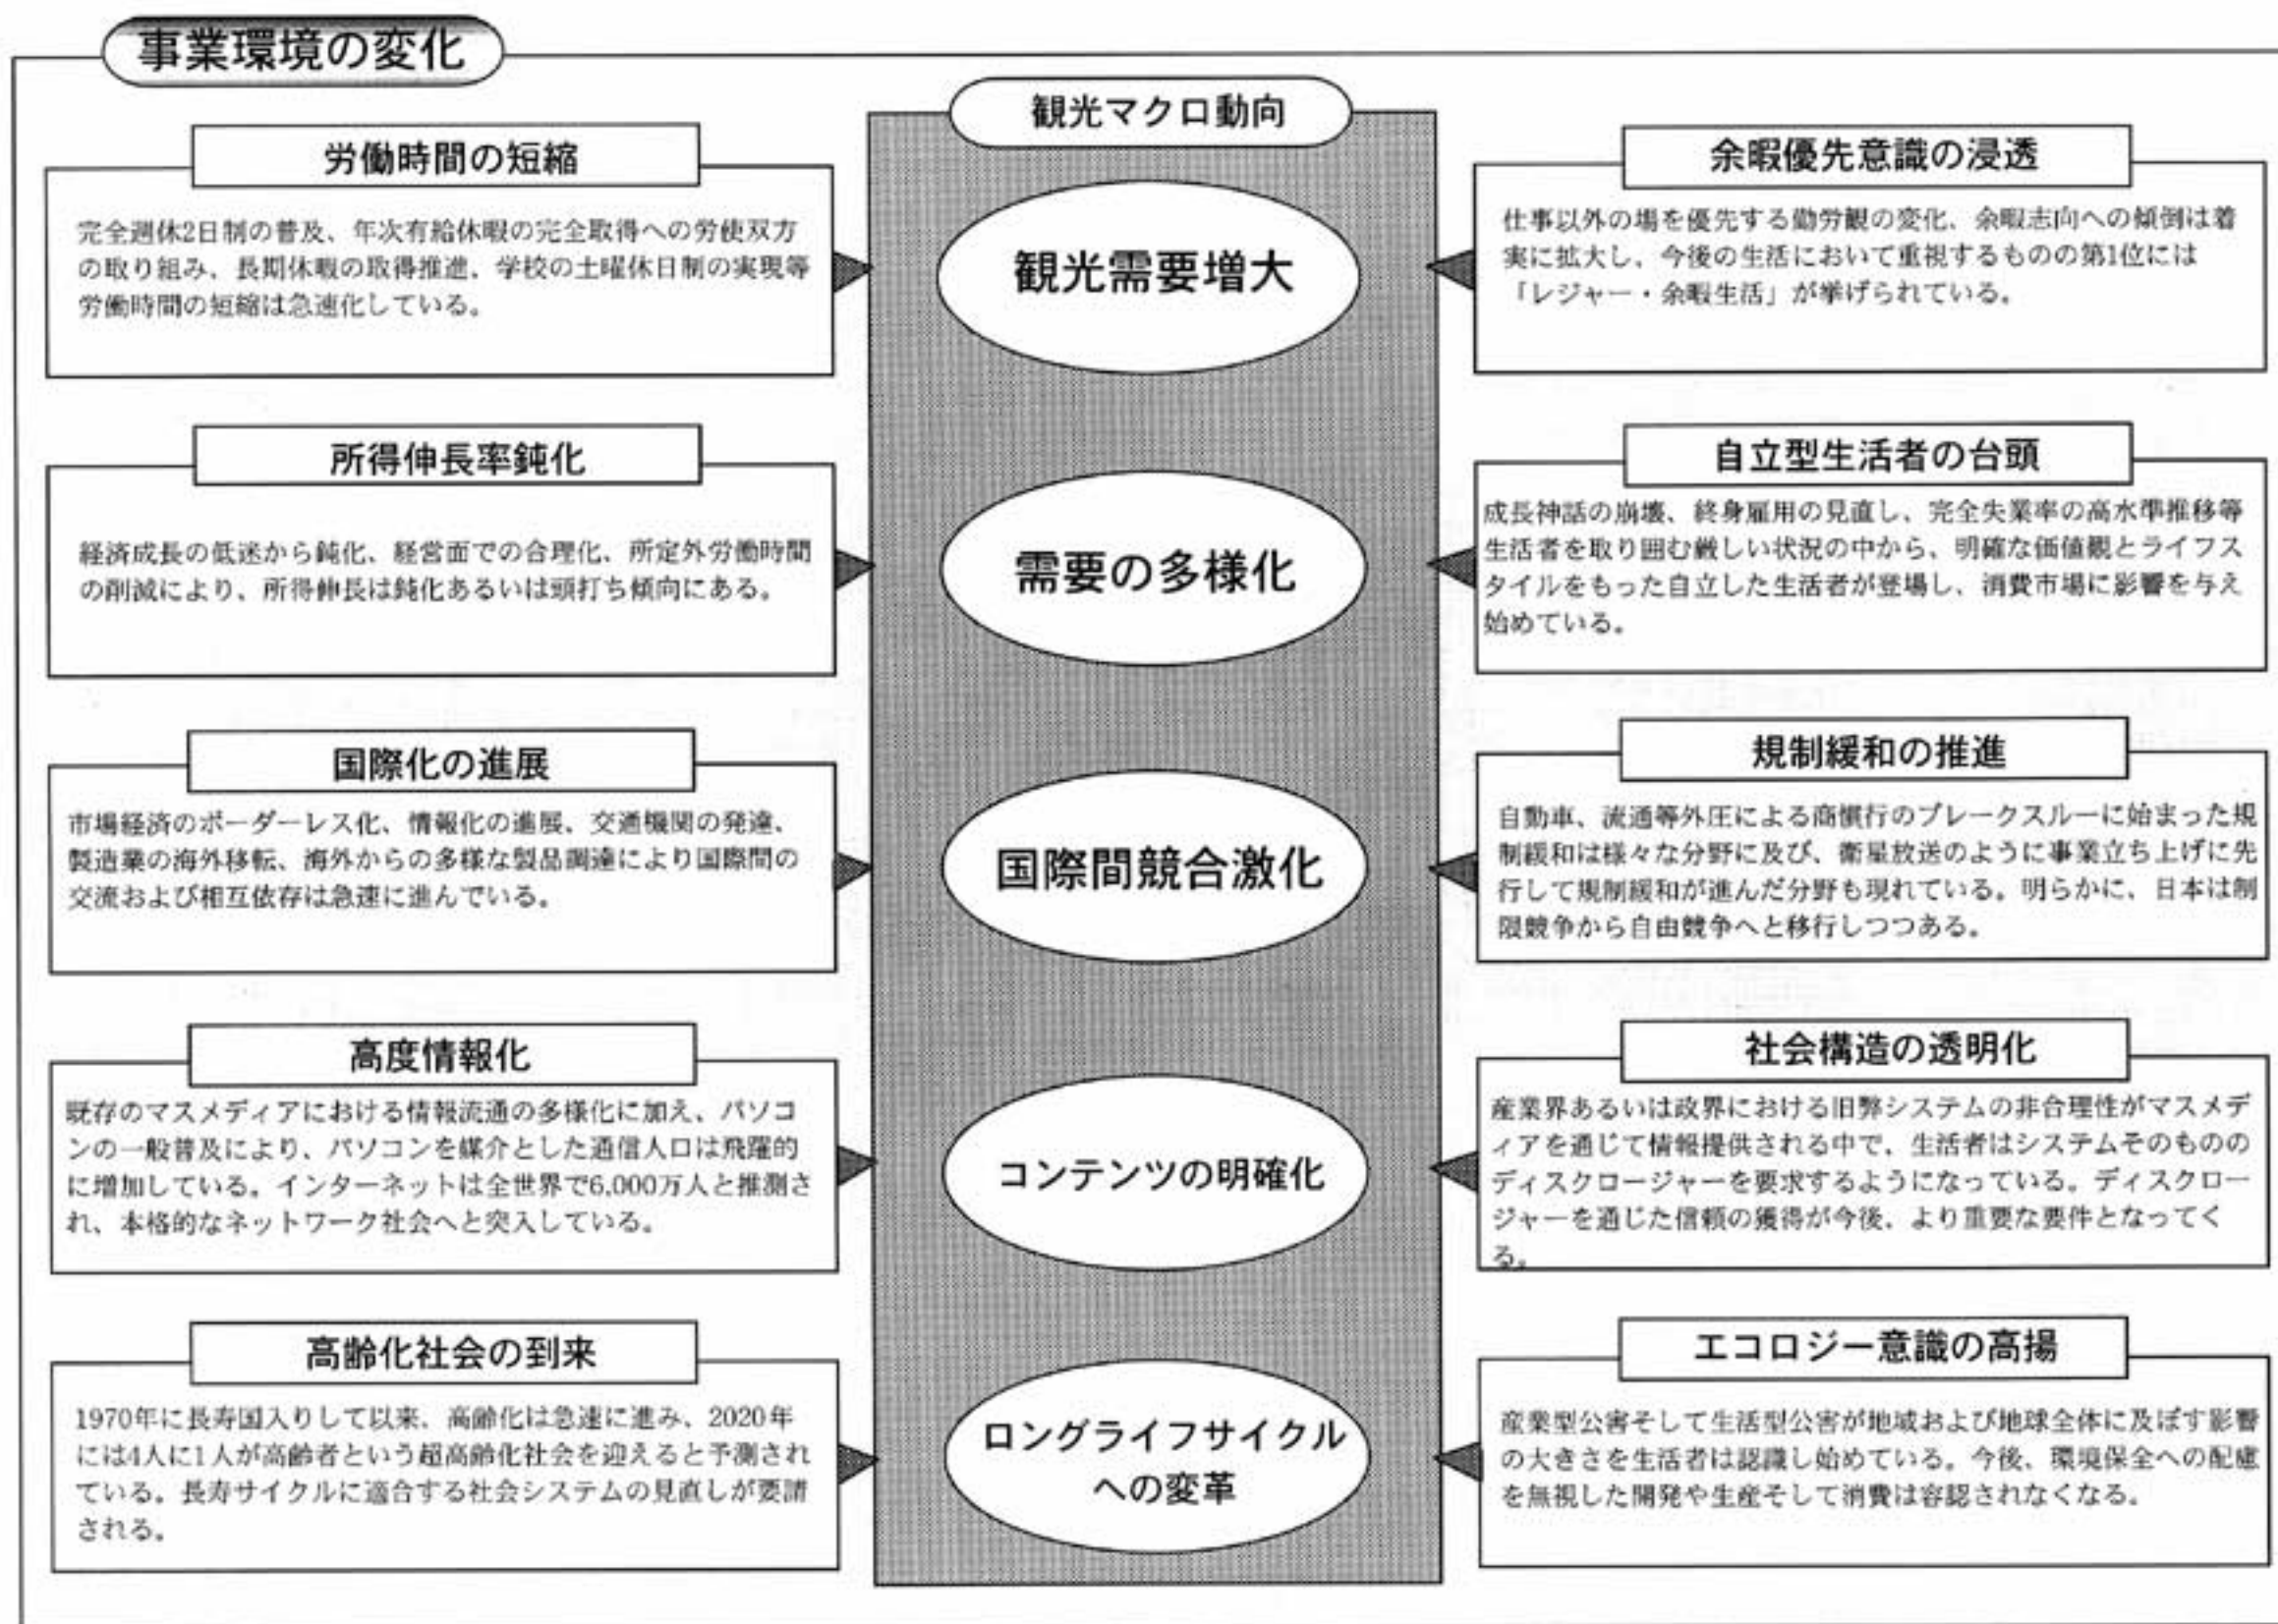 事業環境の変化
観光マクロ動向
労働時間の短縮
完全週休2日制の普及、年次有給休暇の完全取得への労使双方
の取り組み、長期休暇の取得推進、学校の土曜休日制の実現等
労働時間の短縮は急速化している。
観光需要増大
余暇優先意識の浸透
仕事以外の場を優先する勤労観の変化、余暇志向への傾倒は着
実に拡大し、今後の生活において重視するものの第1位には
「レジャー・余暇生活」が挙げられている。
所得伸長率鈍化
経済成長の低迷から鈍化、経営面での合理化、所定外労働時間
の削減により、所得伸長は鈍化あるいは頭打ち傾向にある。
需要の多様化
自立型生活者の台頭
成長神話の崩壊、終身雇用の見直し、完全失業率の高水準推移等
生活者を取り囲む厳しい状況の中から、明確な価値観とライフス
タイルをもった自立した生活者が登場し、消費市場に影響を与え
始めている。
国際化の進展
市場経済のボーダーレス化、情報化の進展、交通機関の発達、
製造業の海外移転、海外からの多様な製品調達により国際間の
交流および相互依存は急速に進んでいる。
国際間競合激化
規制緩和の推進
自動車、流通等外圧による商慣行のブレークスルーに始まった規
制緩和は様々な分野に及び、衛星放送のように事業立ち上げに先
行して規制緩和が進んだ分野も現れている。明らかに、日本は制
限競争から自由競争へと移行しつつある。
高度情報化
既存のマスメディアにおける情報流通の多様化に加え、パソコ
ンの一般普及により、パソコンを媒介とした通信人口は飛躍的
に増加している。インターネットは全世界で6,000万人と推測さ
れ、本格的なネットワーク社会へと突入している。
コンテンツの明確化
社会構造の透明化
産業界あるいは政界における旧弊システムの非合理性がマスメデ
ィアを通じて情報提供される中で、生活者はシステムそのものの
ディスクロージャーを要求するようになっている。ディスクロー
ジャーを通じた信頼の獲得が今後、より重要な要件となってく
る。
高齢化社会の到来
1970年に長寿国入りして以来、高齢化は急速に進み、2020年
には4人に1人が高齢者という超高齢化社会を迎えると予測され
ている。長寿サイクルに適合する社会システムの見直しが要請
される。
ロングライフサイクル
への変革
エコロジー意識の高揚
産業型公害そして生活型公害が地域および地球全体に及ぼす影響
の大きさを生活者は認識し始めている。今後、環境保全への配慮
を無視した開発や生産そして消費は容認されなくなる。